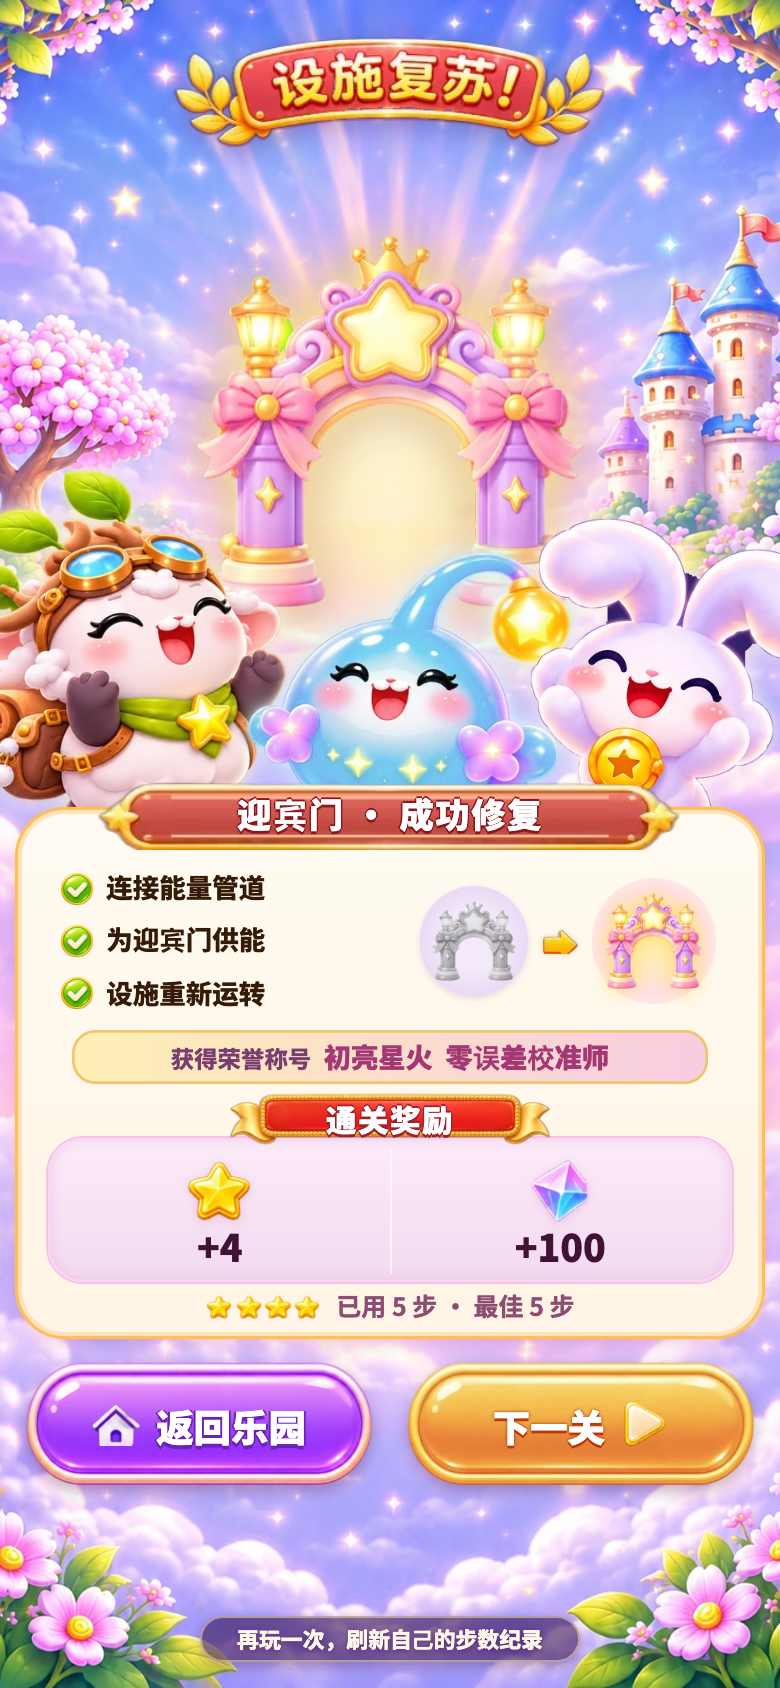 设施复苏!
迎宾门 · 成功修复
连接能量管道
为迎宾门供能
设施重新运转
获得荣誉称号 初亮星火 零误差校准师
通关奖励
+4
+100
已用 5 步 · 最佳 5 步
返回乐园
下一关
再玩一次，刷新自己的步数纪录